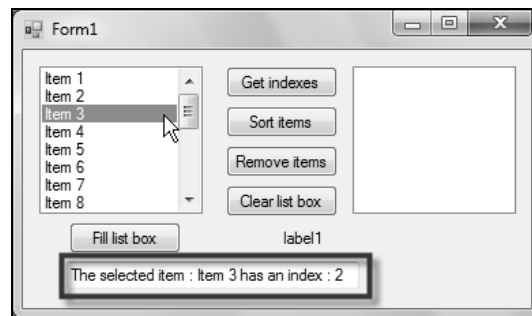 Form1
Item 1
Item 2
Item 3
Item 4
Item 5
Item 6
Item 7
Item 8
Get indexes
Sort items
Remove items
Clear list box
Fill list box
label1
The selected item : Item 3 has an index : 2